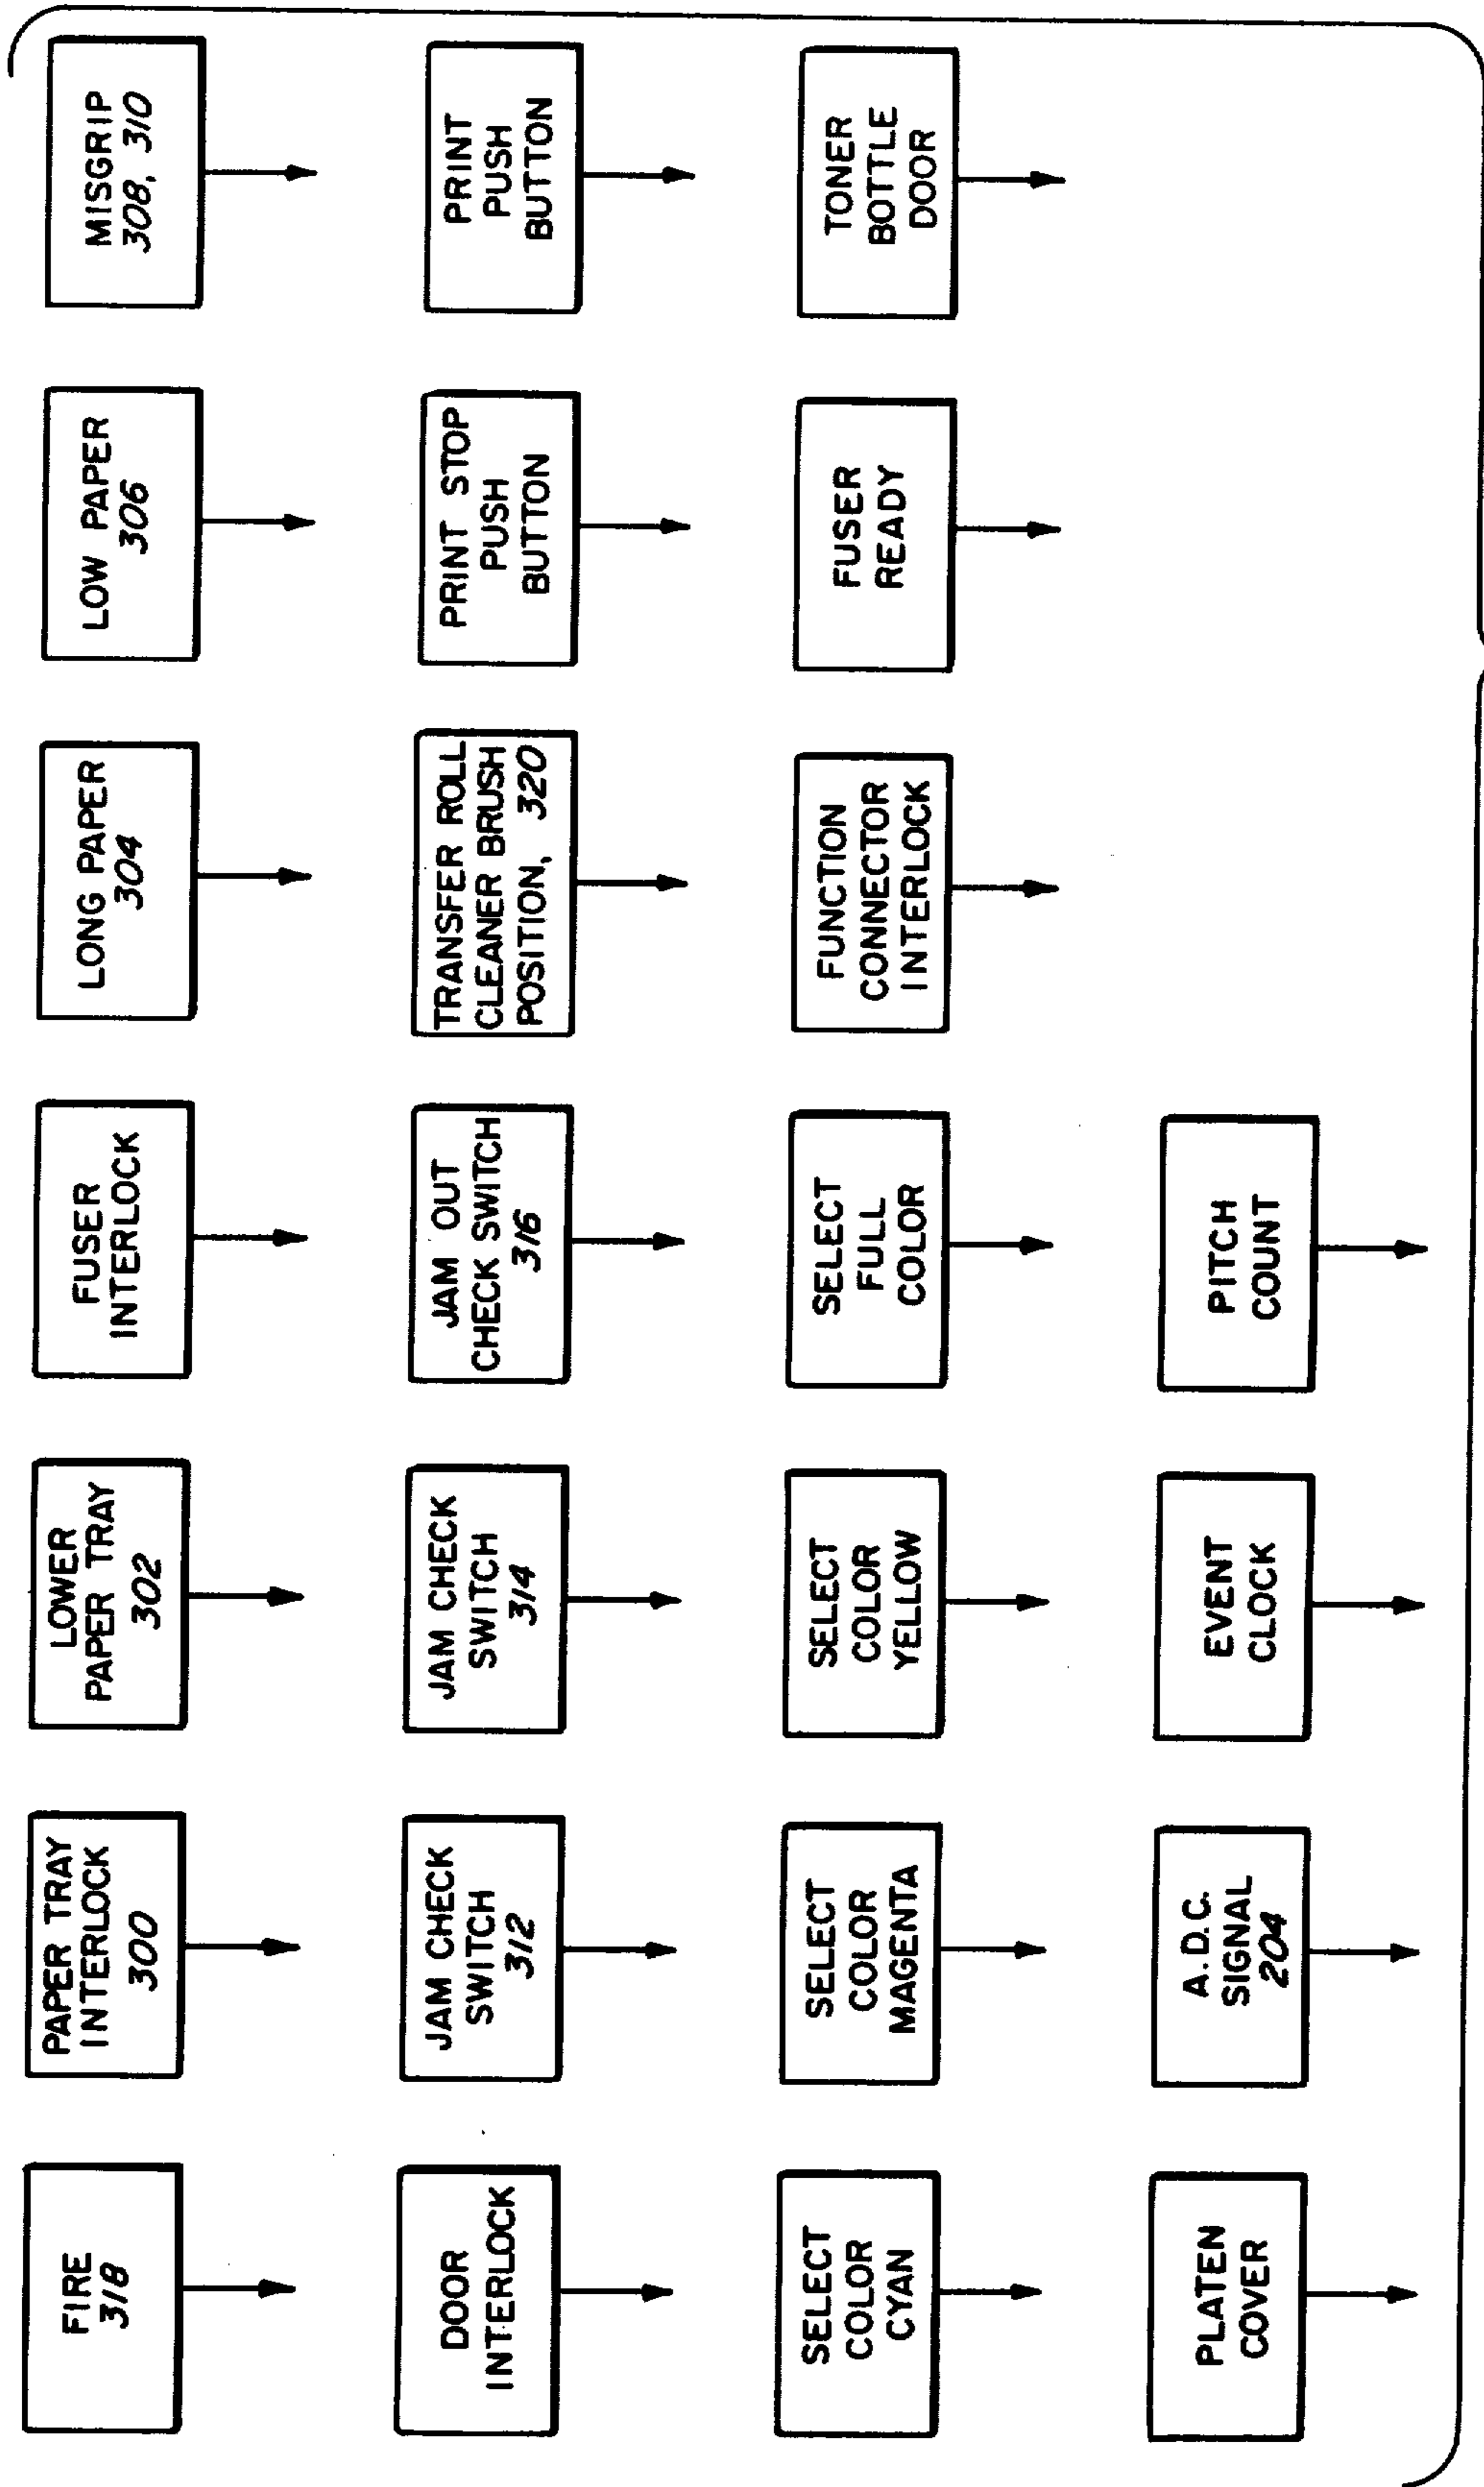 FIRE
318
PAPER TRAY
INTERLOCK
300
LOWER
PAPER TRAY
302
FUSER
INTERLOCK
LONG PAPER
304
LOW PAPER
306
MISGRIP
308, 310
DOOR
INTERLOCK
JAM CHECK
SWITCH
312
JAM CHECK
SWITCH
314
JAM OUT
CHECK SWITCH
316
TRANSFER ROLL
CLEANER BRUSH
POSITION, 320
PRINT STOP
PUSH
BUTTON
PRINT
PUSH
BUTTON
SELECT
COLOR
CYAN
SELECT
COLOR
MAGENTA
SELECT
COLOR
YELLOW
SELECT
FULL
COLOR
FUNCTION
CONNECTOR
INTERLOCK
FUSER
READY
TONER
BOTTLE
DOOR
PLATEN
COVER
A.D.C.
SIGNAL
204
EVENT
CLOCK
PITCH
COUNT